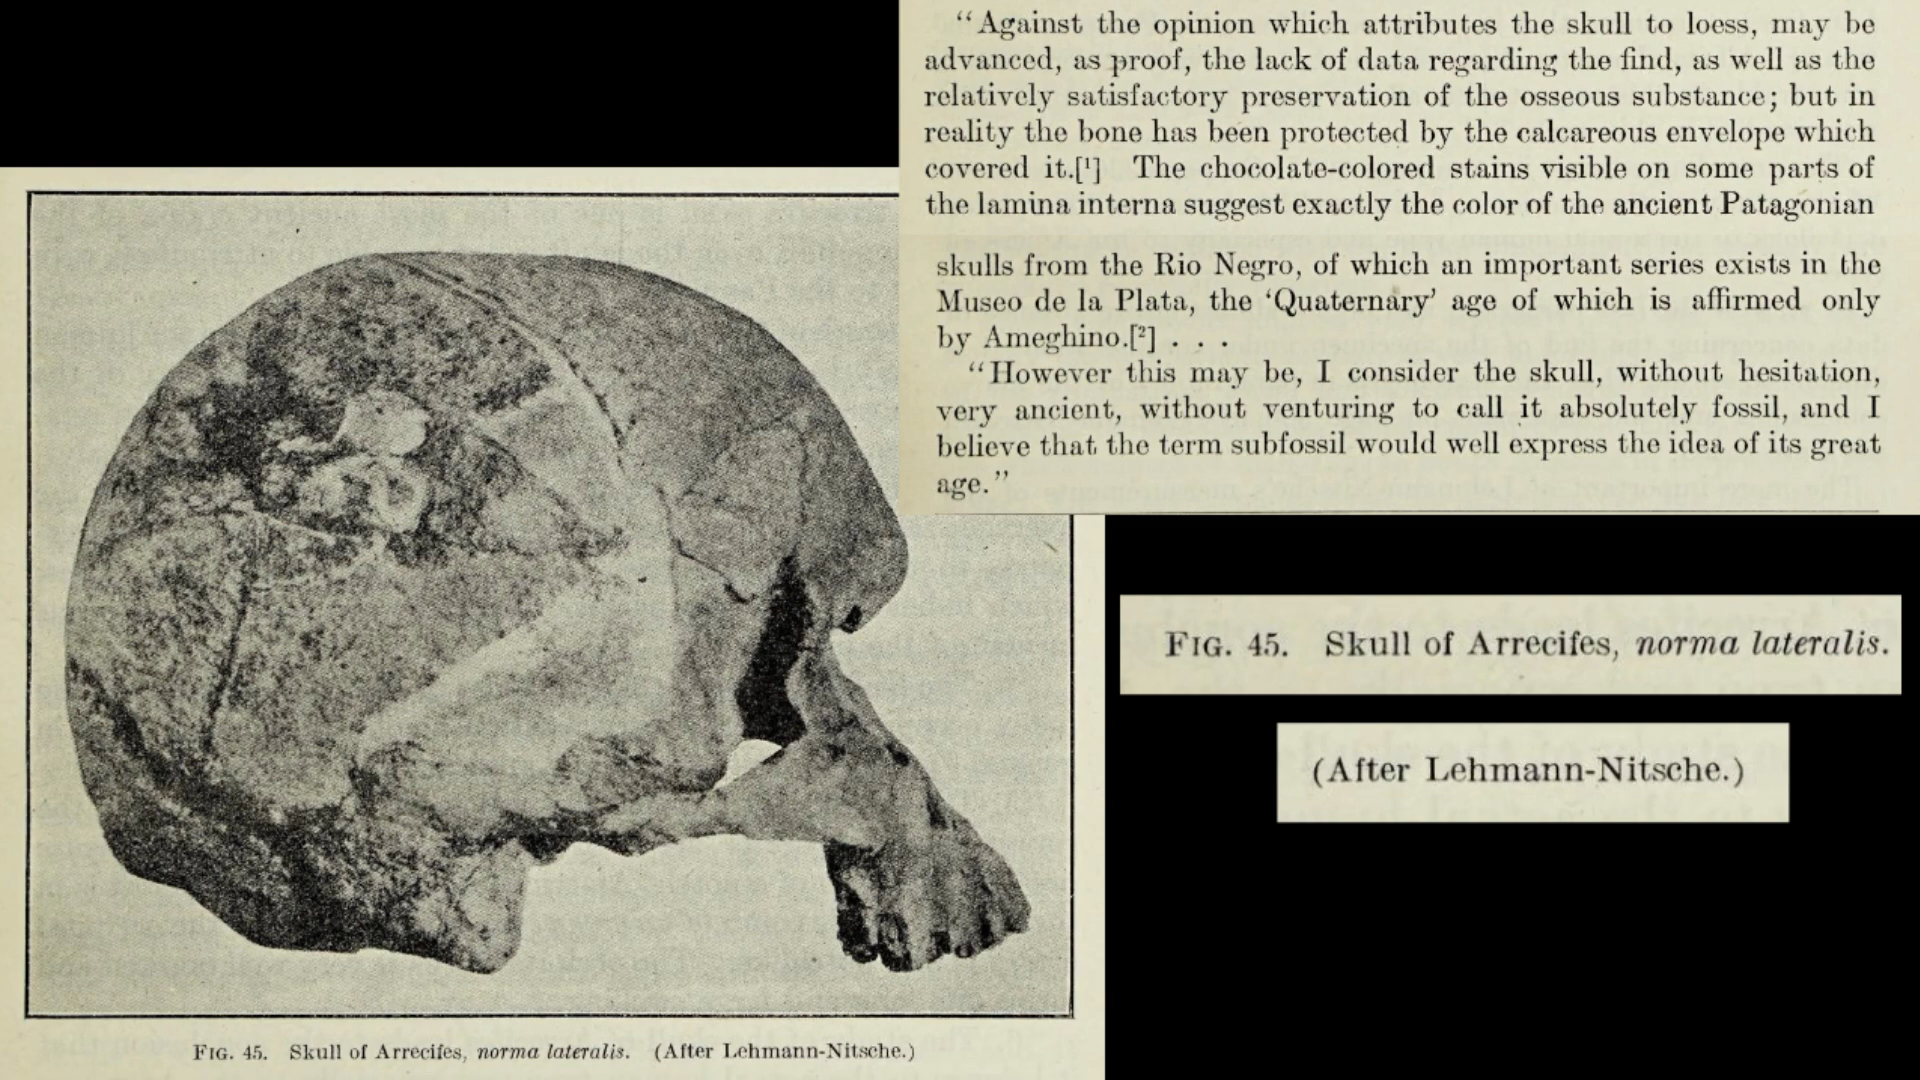 “Against the opinion which attributes the skull to loess, may be
advanced, as proof, the lack of data regarding the find, as well as the
relatively satisfactory preservation of the osseous substance; but in
reality the bone has been protected by the calcareous envelope which
covered it.[¹] The chocolate-colored stains visible on some parts of
the lamina interna suggest exactly the color of the ancient Patagonian
skulls from the Rio Negro, of which an important series exists in the
Museo de la Plata, the ‘Quaternary’ age of which is affirmed only
by Ameghino.[²] . . .
“However this may be, I consider the skull, without hesitation,
very ancient, without venturing to call it absolutely fossil, and I
believe that the term subfossil would well express the idea of its great
age.”
FIG. 45. Skull of Arrecifes, norma lateralis.
(After Lehmann-Nitsche.)
FIG. 45. Skull of Arrecifes, norma lateralis. (After Lehmann-Nitsche.)